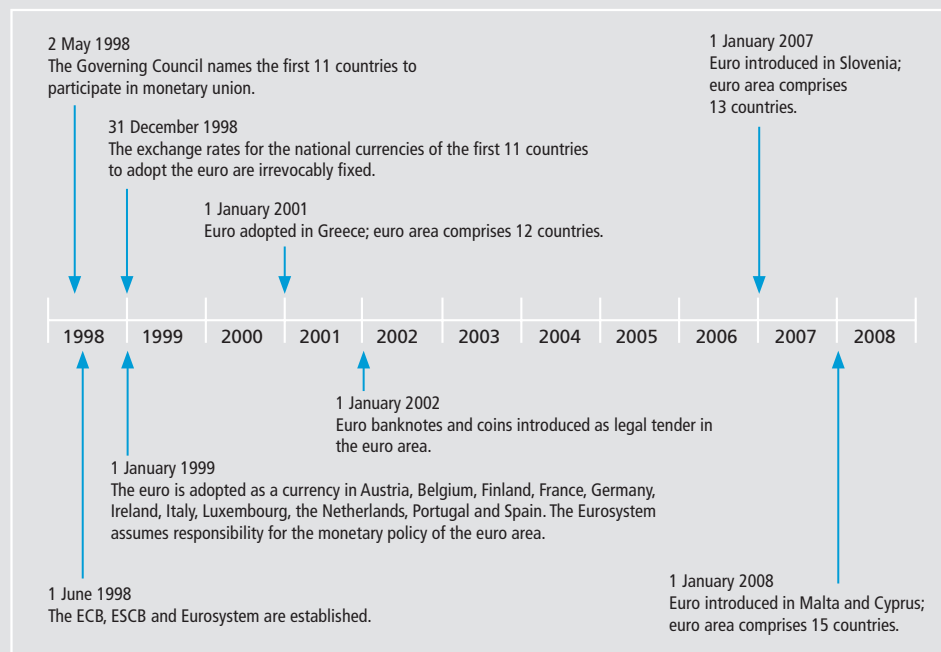 2 May 1998
The Governing Council names the first 11 countries to
participate in monetary union.
31 December 1998
The exchange rates for the national currencies of the first 11 countries
to adopt the euro are irrevocably fixed.
1 January 2001
Euro adopted in Greece; euro area comprises 12 countries.
1 January 2007
Euro introduced in Slovenia;
euro area comprises
13 countries.
1998 1999 2000 2001 2002 2003 2004 2005 2006 2007 2008
1 January 2002
Euro banknotes and coins introduced as legal tender in
the euro area.
1 January 1999
The euro is adopted as a currency in Austria, Belgium, Finland, France, Germany,
Ireland, Italy, Luxembourg, the Netherlands, Portugal and Spain. The Eurosystem
assumes responsibility for the monetary policy of the euro area.
1 June 1998
The ECB, ESCB and Eurosystem are established.
1 January 2008
Euro introduced in Malta and Cyprus;
euro area comprises 15 countries.